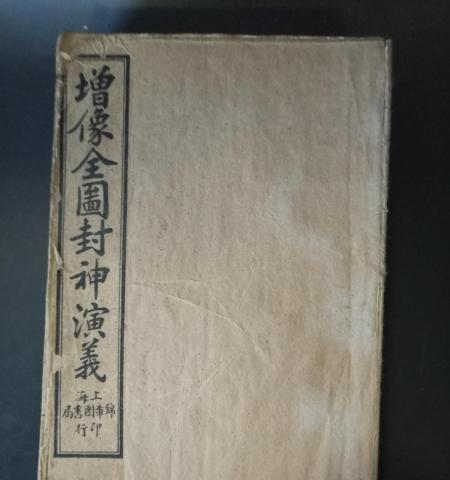 增像全圖封神演義
上海
錦章圖書局
印行